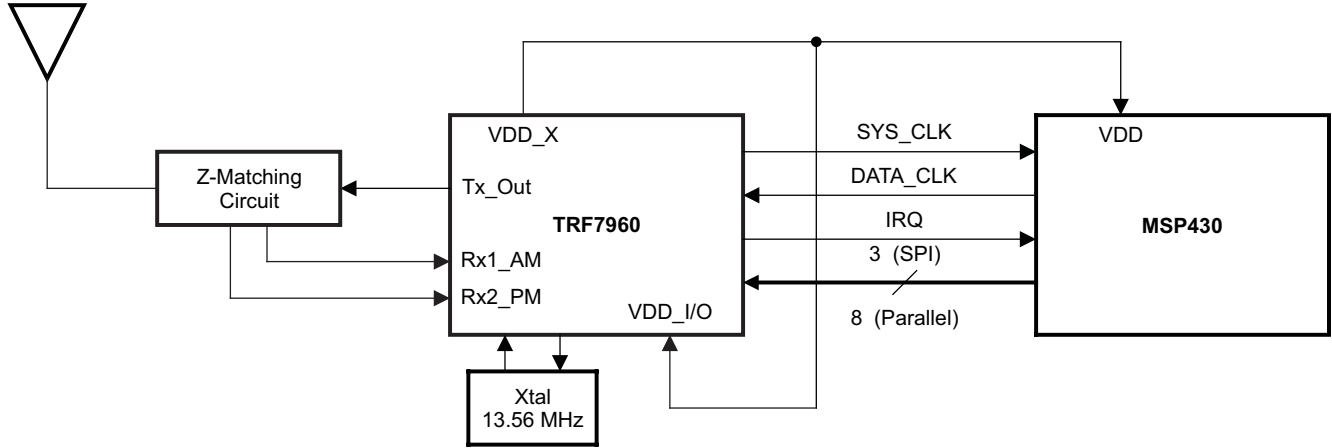 VDD_X
SYS_CLK
VDD
Z-Matching
Circuit
Tx_Out
DATA_CLK
TRF7960
IRQ
MSP430
3 (SPI)
Rx1_AM
Rx2_PM
VDD_I/O
8 (Parallel)
Xtal
13.56 MHz